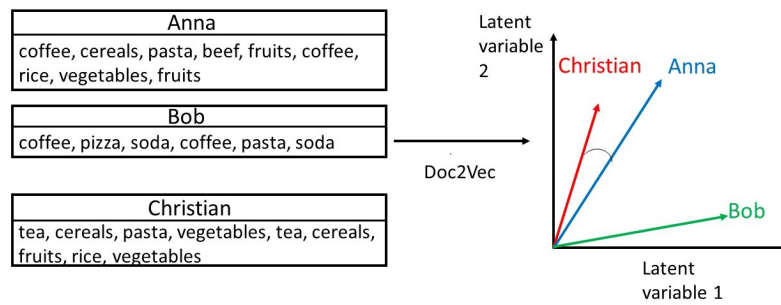 Anna
coffee, cereals, pasta, beef, fruits, coffee,
rice, vegetables, fruits
Bob
coffee, pizza, soda, coffee, pasta, soda
Christian
tea, cereals, pasta, vegetables, tea, cereals,
fruits, rice, vegetables
Doc2Vec
Latent
variable
2
Christian
Anna
Bob
Latent
variable 1